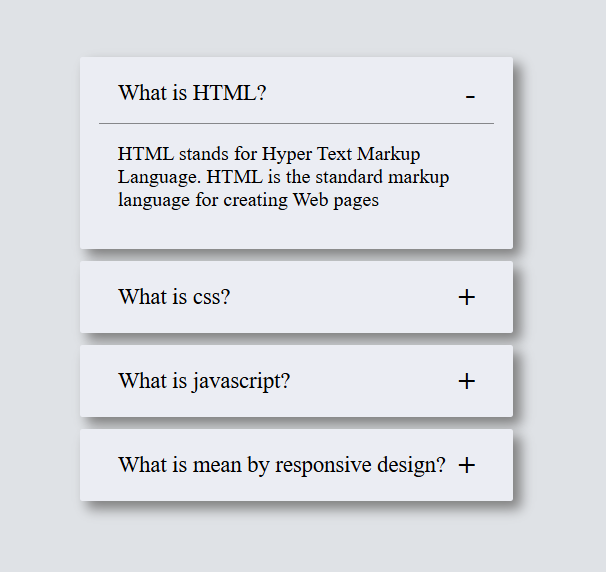 What is HTML? -
HTML stands for Hyper Text Markup
Language. HTML is the standard markup
language for creating Web pages
What is css? +
What is javascript? +
What is mean by responsive design? +